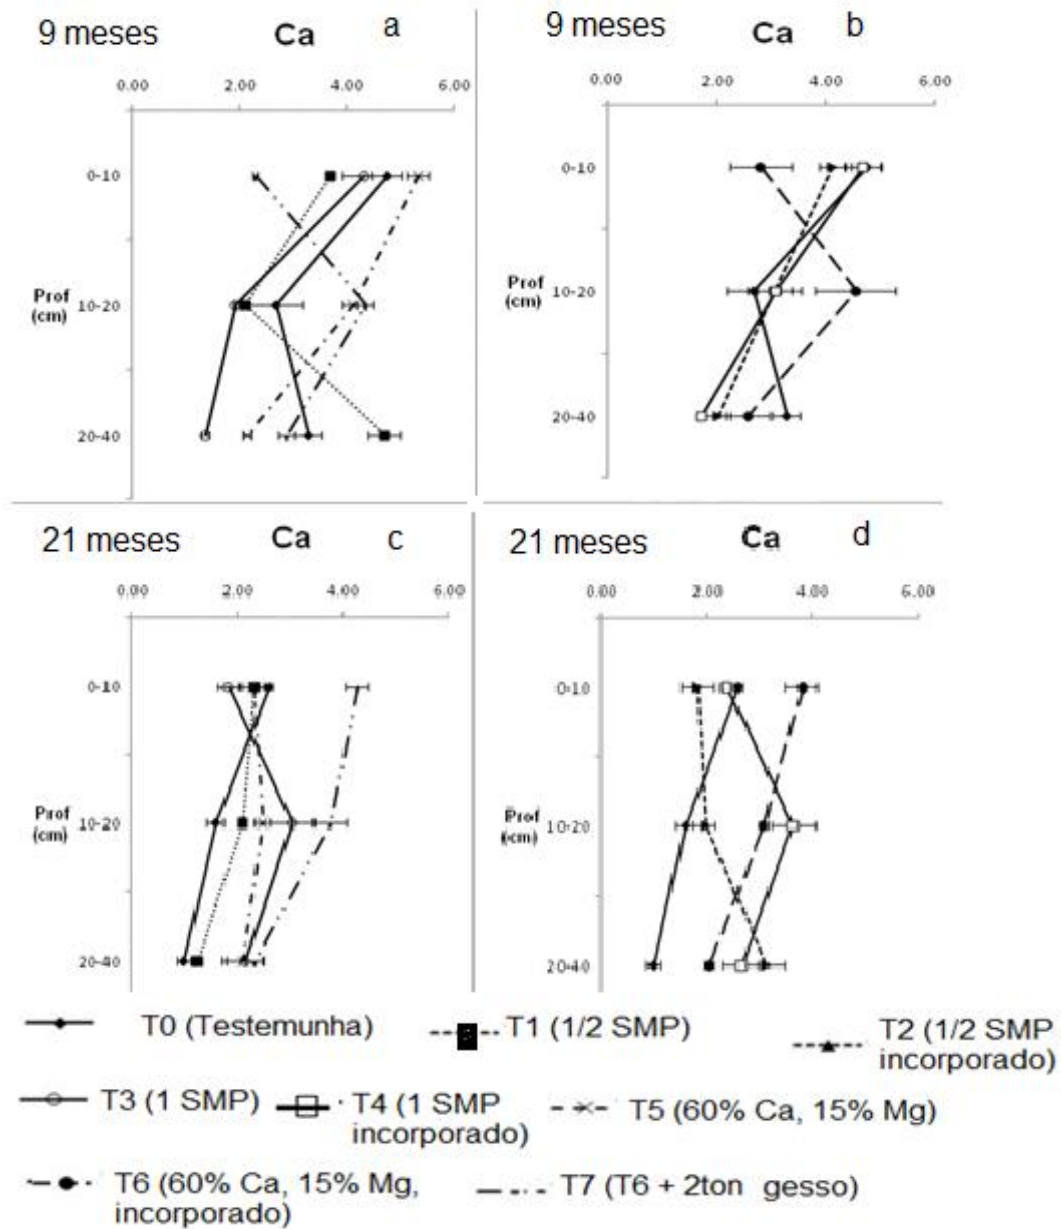 9 meses Ca a
0.00 2.00 4.00 6.00
0-10
Prof
(cm)
10-20
20-40
9 meses Ca b
0.00 2.00 4.00 6.00
0-10
Prof
(cm)
10-20
20-40
21 meses Ca c
0.00 2.00 4.00 6.00
0-10
Prof
(cm)
10-20
20-40
21 meses Ca d
0.00 2.00 4.00 6.00
0-10
Prof
(cm)
10-20
20-40
T0 (Testemunha)
T1 (1/2 SMP)
T2 (1/2 SMP
incorporado)
T3 (1 SMP)
T4 (1 SMP
incorporado)
T5 (60% Ca, 15% Mg)
T6 (60% Ca, 15% Mg,
incorporado)
T7 (T6 + 2ton gesso)